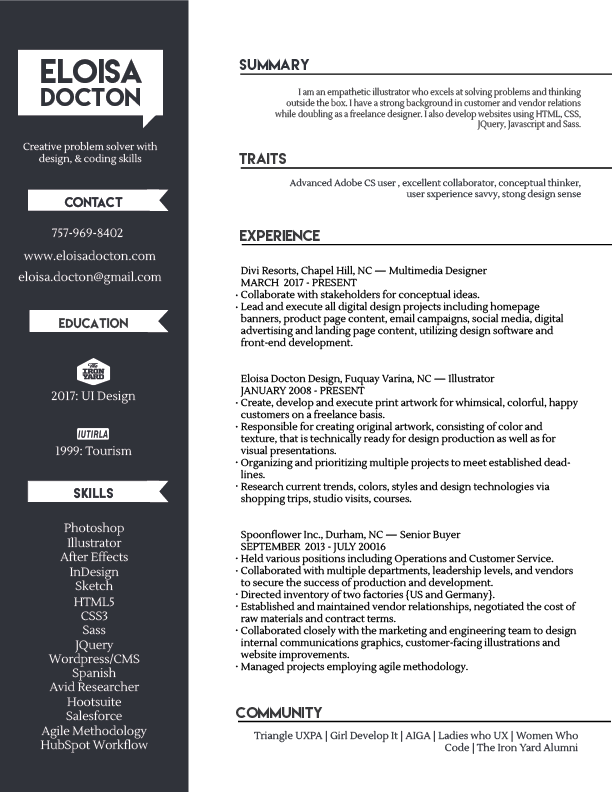 ELOISA
DOCTON
Creative problem solver with
design, & coding skills
CONTACT
757-969-8402
www.eloisadocton.com
eloisa.docton@gmail.com
EDUCATION
The
IRON
YARD
2017: UI Design
IUTIRLA
1999: Tourism
SKILLS
Photoshop
Illustrator
After Effects
InDesign
Sketch
HTML5
CSS3
Sass
JQuery
Wordpress/CMS
Spanish
Avid Researcher
Hootsuite
Salesforce
Agile Methodology
HubSpot Workflow
SUMMARY
I am an empathetic illustrator who excels at solving problems and thinking
outside the box. I have a strong background in customer and vendor relations
while doubling as a freelance designer. I also develop websites using HTML, CSS,
JQuery, Javascript and Sass.
TRAITS
Advanced Adobe CS user , excellent collaborator, conceptual thinker,
user sxperience savvy, stong design sense
EXPERIENCE
Divi Resorts, Chapel Hill, NC — Multimedia Designer
MARCH 2017 - PRESENT
· Collaborate with stakeholders for conceptual ideas.
· Lead and execute all digital design projects including homepage
banners, product page content, email campaigns, social media, digital
advertising and landing page content, utilizing design software and
front-end development.
Eloisa Docton Design, Fuquay Varina, NC — Illustrator
JANUARY 2008 - PRESENT
· Create, develop and execute print artwork for whimsical, colorful, happy
customers on a freelance basis.
· Responsible for creating original artwork, consisting of color and
texture, that is technically ready for design production as well as for
visual presentations.
· Organizing and prioritizing multiple projects to meet established dead-
lines.
· Research current trends, colors, styles and design technologies via
shopping trips, studio visits, courses.
Spoonflower Inc., Durham, NC — Senior Buyer
SEPTEMBER 2013 - JULY 20016
· Held various positions including Operations and Customer Service.
· Collaborated with multiple departments, leadership levels, and vendors
to secure the success of production and development.
· Directed inventory of two factories {US and Germany}.
· Established and maintained vendor relationships, negotiated the cost of
raw materials and contract terms.
· Collaborated closely with the marketing and engineering team to design
internal communications graphics, customer-facing illustrations and
website improvements.
· Managed projects employing agile methodology.
COMMUNITY
Triangle UXPA | Girl Develop It | AIGA | Ladies who UX | Women Who
Code | The Iron Yard Alumni